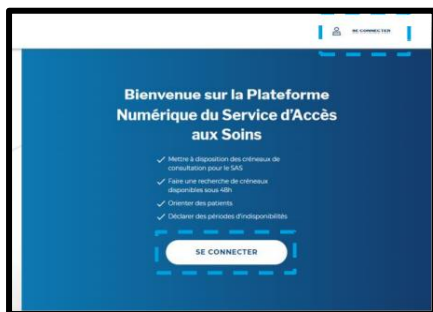 SE CONNECTER
Bienvenue sur la Plateforme
Numérique du Service d'Accès
aux Soins
Mettre à disposition des créneaux de
consultation pour le SAS
Faire une recherche de créneaux
disponibles sous 48h
Orienter des patients
Déclarer des périodes d'indisponibilités
SE CONNECTER